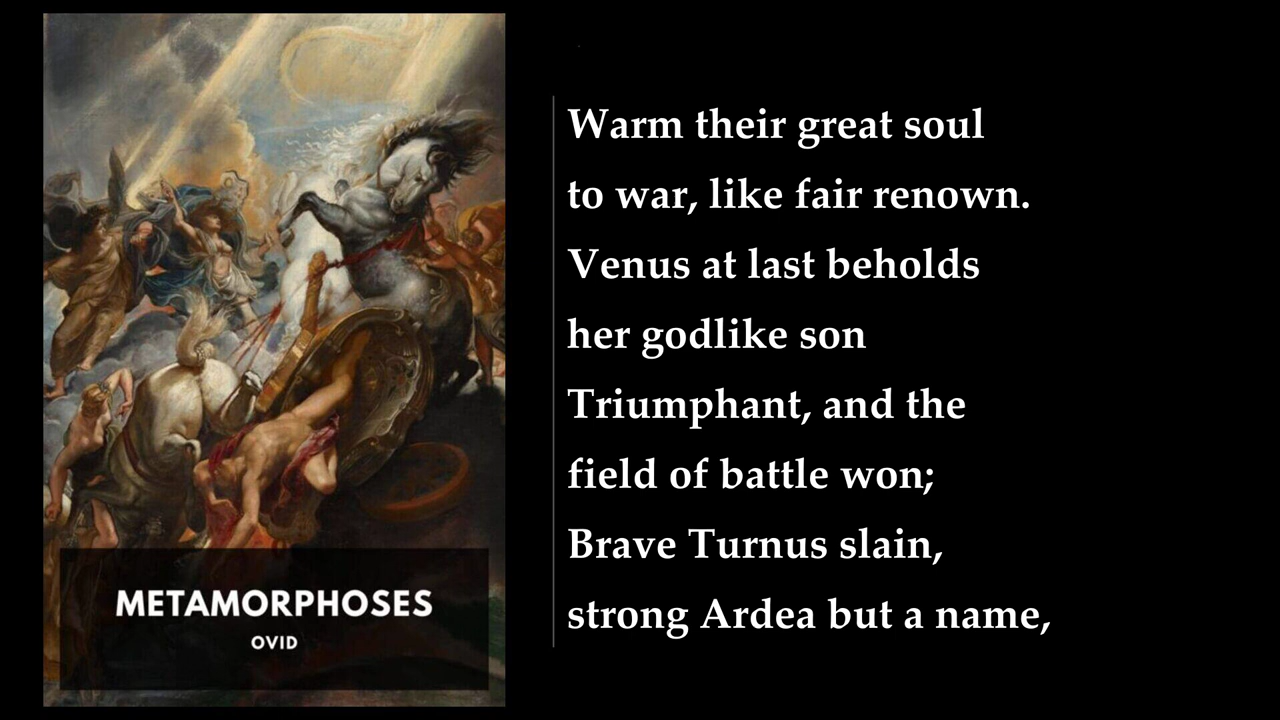 METAMORPHOSES
OVID
Warm their great soul
to war, like fair renown.
Venus at last beholds
her godlike son
Triumphant, and the
field of battle won;
Brave Turnus slain,
strong Ardea but a name,